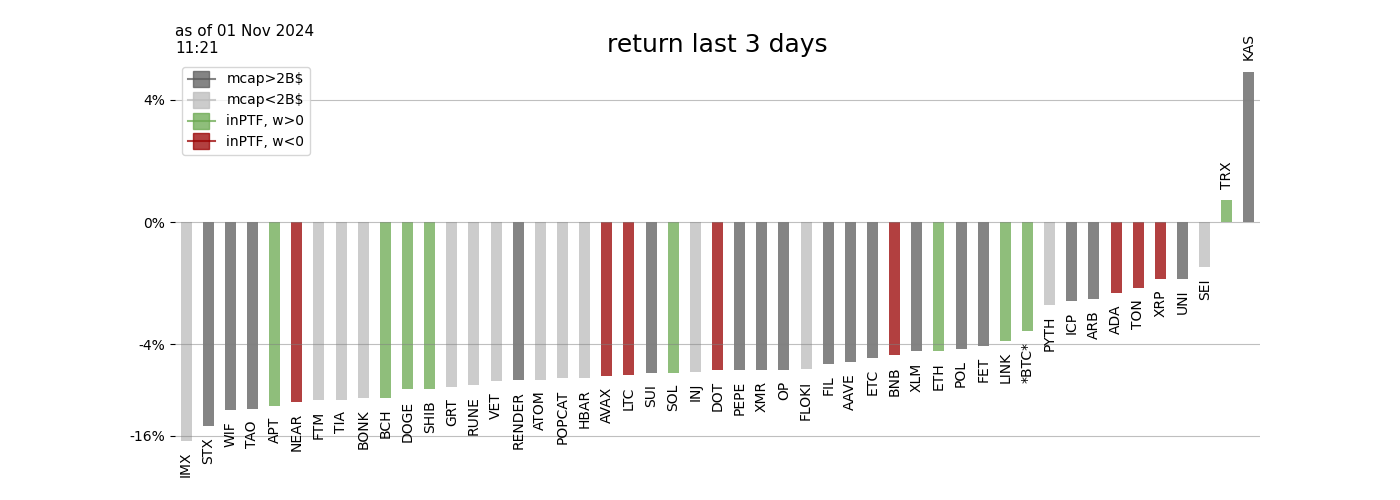 as of 01 Nov 2024
11:21
return last 3 days
mcap>2B$
mcap<2B$
inPTF, w>0
inPTF, w<0
4%
0%
-4%
-16%
IMX
STX
WIF
TAO
APT
NEAR
FTM
TIA
BONK
BCH
DOGE
SHIB
GRT
RUNE
VET
RENDER
ATOM
POPCAT
HBAR
AVAX
LTC
SUI
SOL
INJ
DOT
PEPE
XMR
OP
FLOKI
FIL
AAVE
ETC
BNB
XLM
ETH
POL
FET
LINK
*BTC*
PYTH
ICP
ARB
ADA
TON
XRP
UNI
SEI
TRX
KAS